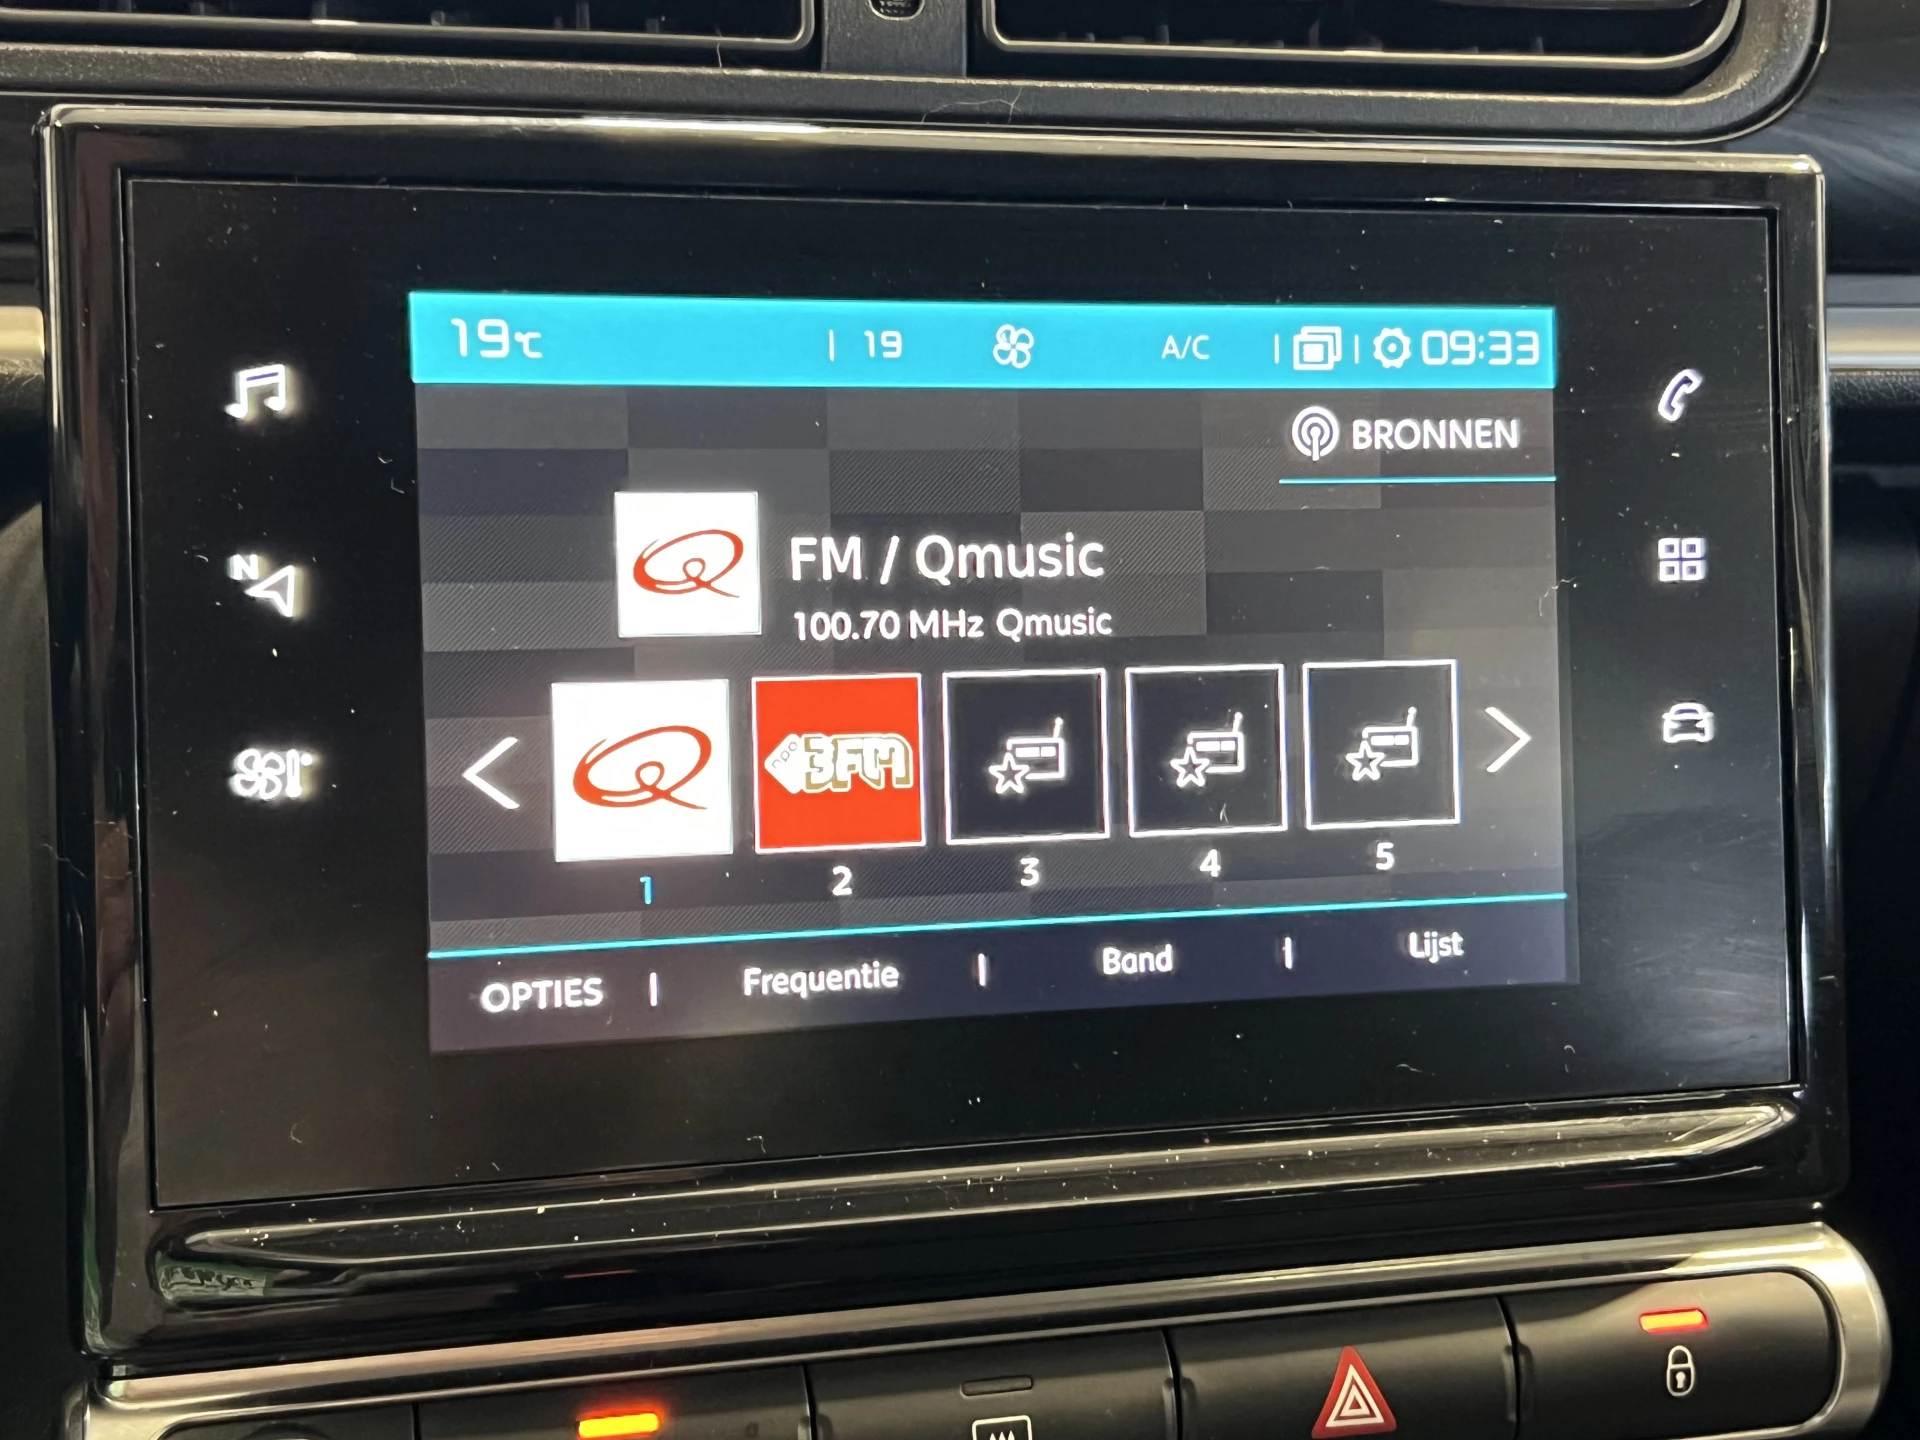 19°C | 19 A/C | | 09:33
BRONNEN
N
FM / Qmusic
100.70 MHz Qmusic
npo 3FM
1 2 3 4 5
OPTIES | Frequentie | Band | Lijst